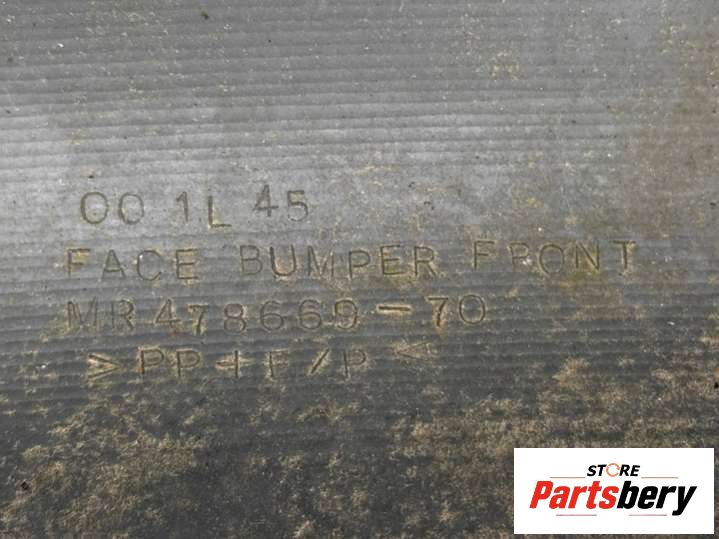 00 1L 45
FACE BUMPER FRONT
MR478669-70
>PP+E/P<
STORE
Partsbery